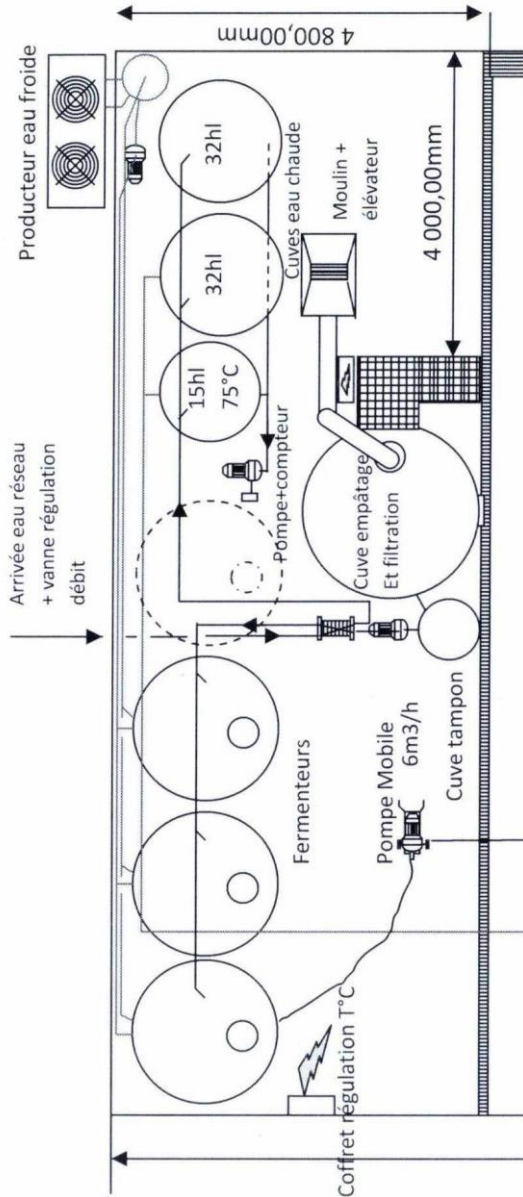 Producteur eau froide
4 800,00mm
Arrivée eau réseau
+ vanne régulation
débit
32hl
32hl
15hl
75°C
Cuves eau chaude
Moulin +
élévateur
4 000,00mm
Pompe+compteur
Cuve empâtage
Et filtration
Fermenteurs
Pompe Mobile
6m3/h
Cuve tampon
Coffret régulation T°C